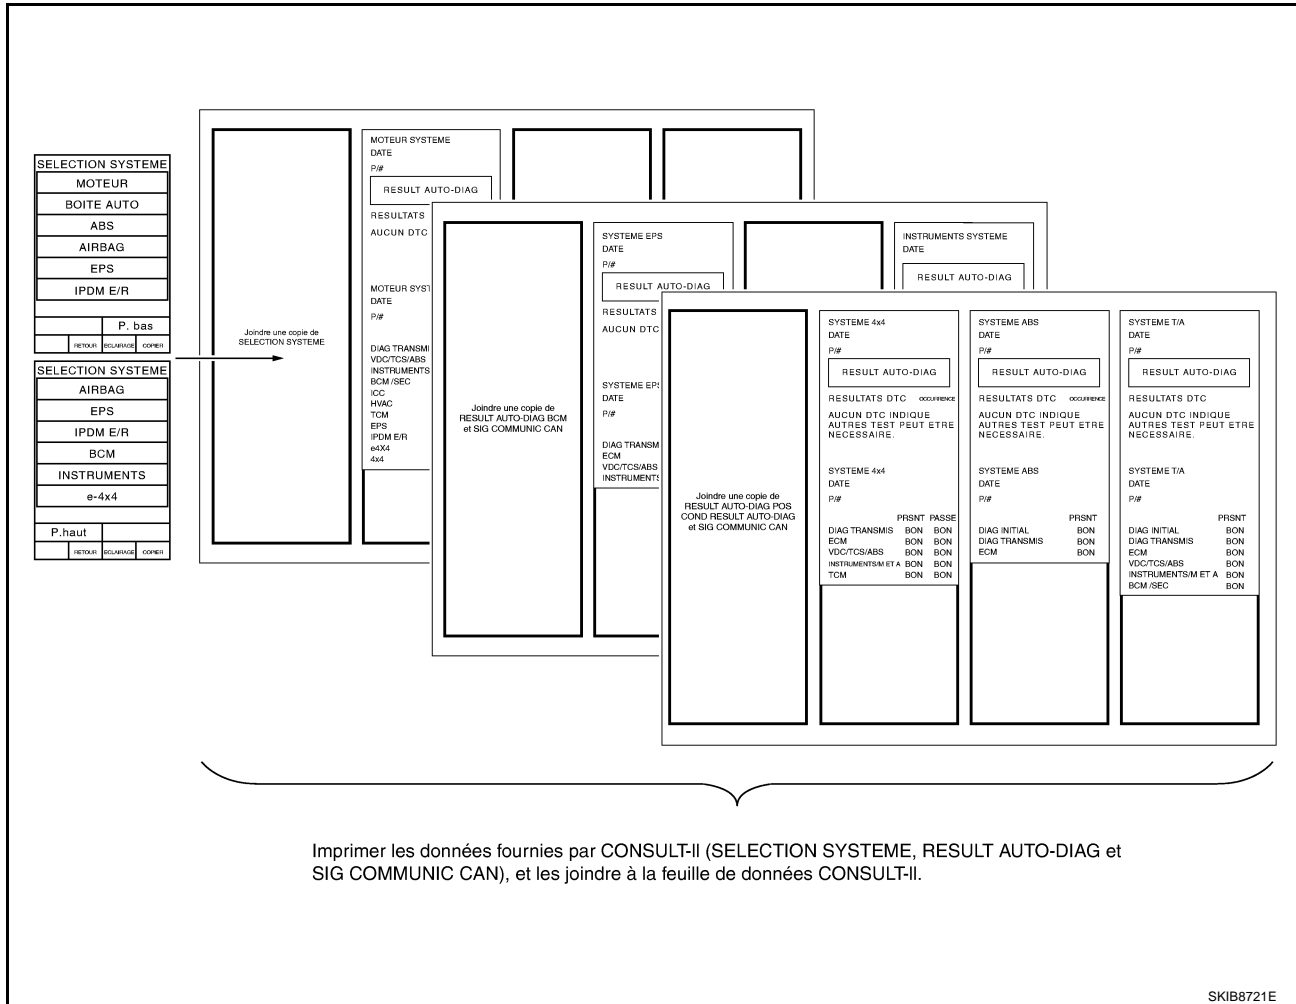 SELECTION SYSTEME
MOTEUR
BOITE AUTO
ABS
AIRBAG
EPS
IPDM E/R
P. bas
RETOUR ECLAIRAGE COPIER
SELECTION SYSTEME
AIRBAG
EPS
IPDM E/R
BCM
INSTRUMENTS
e-4x4
P.haut
RETOUR ECLAIRAGE COPIER
Joindre une copie de
SELECTION SYSTEME
MOTEUR SYSTEME
DATE
P/#
RESULT AUTO-DIAG
RESULTATS
AUCUN DTC
MOTEUR SYST
DATE
P/#
DIAG TRANSMI
VDC/TCS/ABS
INSTRUMENTS
BCM /SEC
ICC
HVAC
TCM
EPS
IPDM E/R
e4X4
4x4
Joindre une copie de
RESULT AUTO-DIAG BCM
et SIG COMMUNIC CAN
SYSTEME EPS
DATE
P/#
RESULT AUTO-DIAG
RESULTATS
AUCUN DTC
SYSTEME EPS
DATE
P/#
DIAG TRANSM
ECM
VDC/TCS/ABS
INSTRUMENTS
INSTRUMENTS SYSTEME
DATE
RESULT AUTO-DIAG
Joindre une copie de
RESULT AUTO-DIAG POS
COND RESULT AUTO-DIAG
et SIG COMMUNIC CAN
SYSTEME 4x4
DATE
P/#
RESULT AUTO-DIAG
RESULTATS DTC OCCURRENCE
AUCUN DTC INDIQUE
AUTRES TEST PEUT ETRE
NECESSAIRE.
SYSTEME 4x4
DATE
P/#
PRSNT PASSE
DIAG TRANSMIS BON BON
ECM BON BON
VDC/TCS/ABS BON BON
INSTRUMENTS/M ET A BON BON
TCM BON BON
SYSTEME ABS
DATE
P/#
RESULT AUTO-DIAG
RESULTATS DTC OCCURRENCE
AUCUN DTC INDIQUE
AUTRES TEST PEUT ETRE
NECESSAIRE.
SYSTEME ABS
DATE
P/#
PRSNT
DIAG INITIAL BON
DIAG TRANSMIS BON
ECM BON
SYSTEME T/A
DATE
P/#
RESULT AUTO-DIAG
RESULTATS DTC
AUCUN DTC INDIQUE
AUTRES TEST PEUT ETRE
NECESSAIRE.
SYSTEME T/A
DATE
P/#
PRSNT
DIAG INITIAL BON
DIAG TRANSMIS BON
ECM BON
VDC/TCS/ABS BON
INSTRUMENTS/M ET A BON
BCM /SEC BON
Imprimer les données fournies par CONSULT-II (SELECTION SYSTEME, RESULT AUTO-DIAG et
SIG COMMUNIC CAN), et les joindre à la feuille de données CONSULT-II.
SKIB8721E